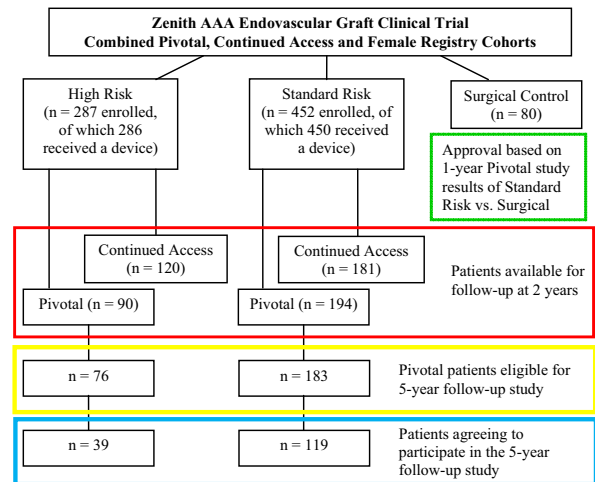 Zenith AAA Endovascular Graft Clinical Trial
Combined Pivotal, Continued Access and Female Registry Cohorts
High Risk
(n = 287 enrolled,
of which 286
received a device)
Standard Risk
(n = 452 enrolled, of
which 450 received
a device)
Surgical Control
(n = 80)
Approval based on
1-year Pivotal study
results of Standard
Risk vs. Surgical
Continued Access
(n = 120)
Continued Access
(n = 181)
Patients available for
follow-up at 2 years
Pivotal (n = 90)
Pivotal (n = 194)
n = 76
n = 183
Pivotal patients eligible for
5-year follow-up study
n = 39
n = 119
Patients agreeing to
participate in the 5-year
follow-up study